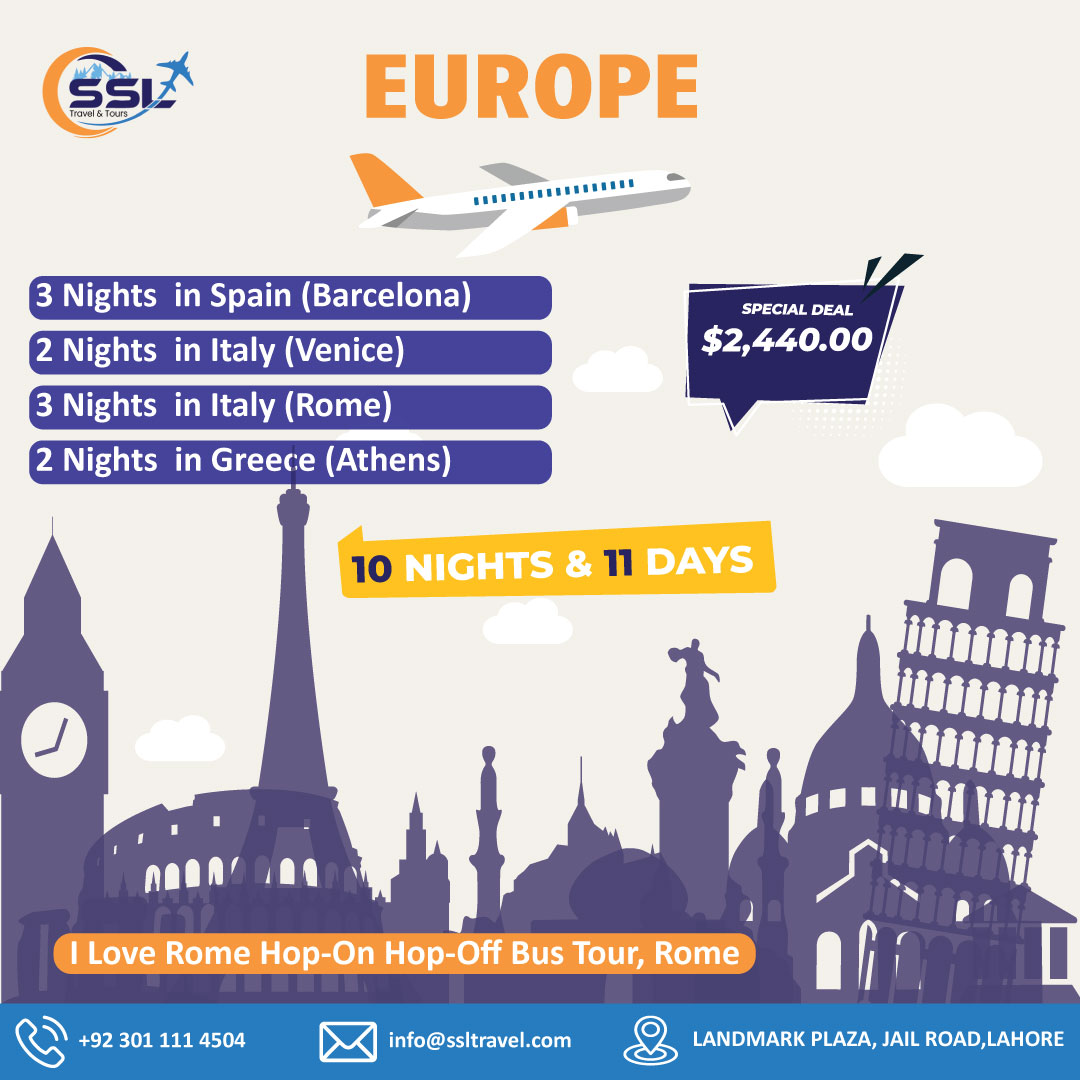 SSL
Travel & Tours
EUROPE
3 Nights in Spain (Barcelona)
2 Nights in Italy (Venice)
3 Nights in Italy (Rome)
2 Nights in Greece (Athens)
SPECIAL DEAL
$2,440.00
10 NIGHTS & 11 DAYS
I Love Rome Hop-On Hop-Off Bus Tour, Rome
+92 301 111 4504
info@ssltravel.com
LANDMARK PLAZA, JAIL ROAD,LAHORE